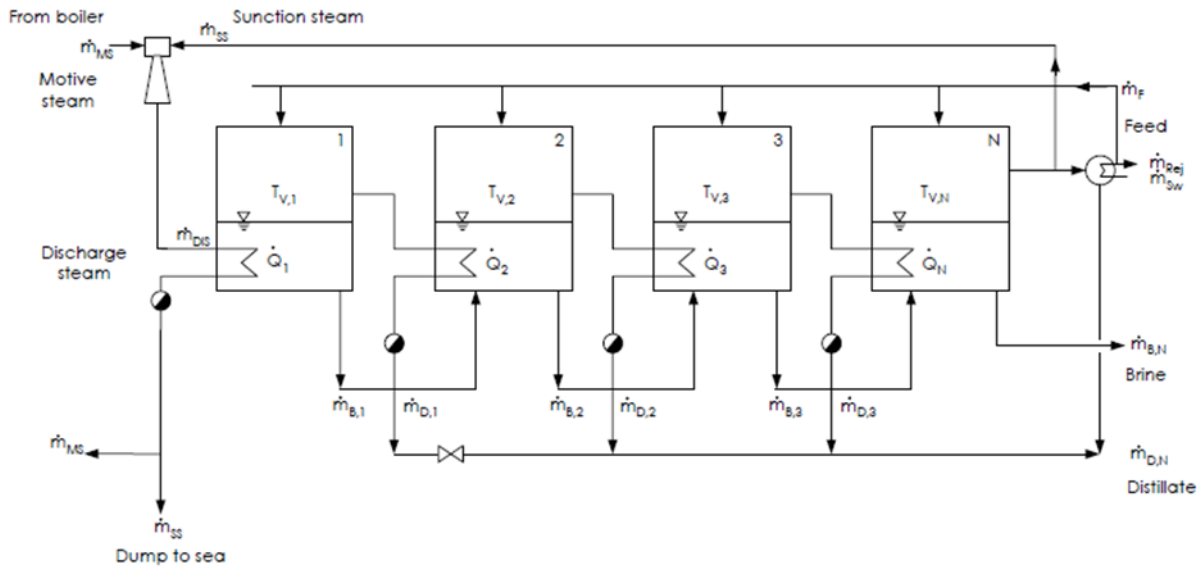 From boiler
Sunction steam
ṁSS
ṁMS
Motive
steam
ṁF
Feed
1
2
3
N
ṁRej
ṁSw
TV,1
TV,2
TV,3
TV,N
ṁDIS
Discharge
steam
Q̇1
Q̇2
Q̇3
Q̇N
ṁB,N
Brine
ṁB,1
ṁD,1
ṁB,2
ṁD,2
ṁB,3
ṁD,3
ṁMS
ṁD,N
Distillate
ṁSS
Dump to sea